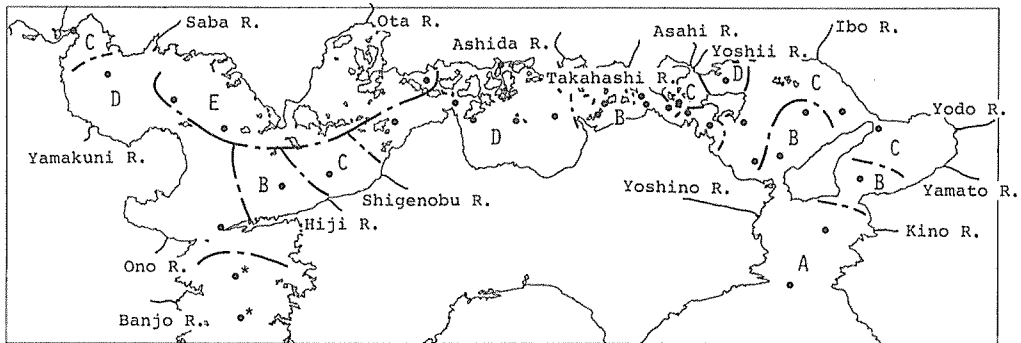 Saba R.
Ota R.
Ashida R.
Asahi R.
Yoshii R.
Ibo R.
C
Takahashi R.
D
C
C
D
E
B
Yodo R.
D
B
C
Yamakuni R.
B
C
B
Yamato R.
Shigenobu R.
Yoshino R.
Hiji R.
Kino R.
Ono R.
A
*
Banjo R.
*